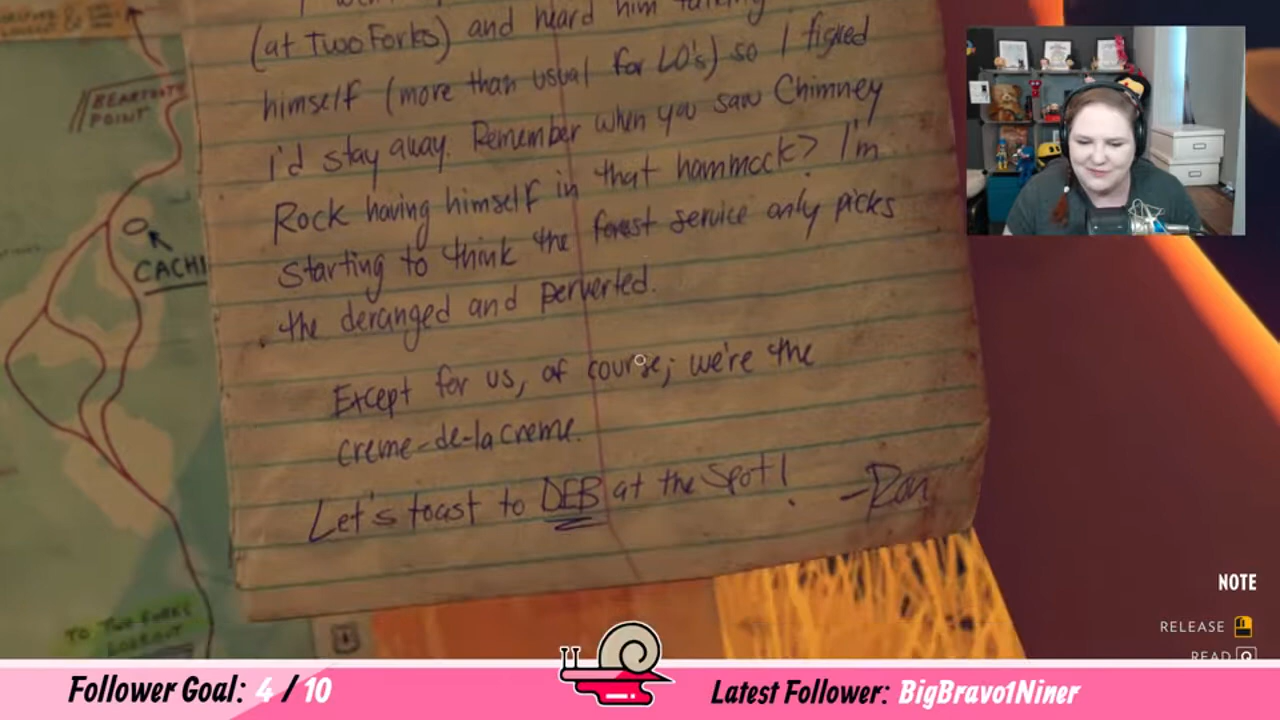 (at Two Forks) and heard him talking
himself (more than usual for LO's) so I figred
I'd stay away. Remember when you saw Chimney
Rock having himself in that hammock? I'm
starting to think the forest service only picks
the deranged and perverted.
Except for us, of course; we're the
creme-de-la creme.
Let's toast to DEB at the Spot! -Ron
BEARTOOTH
POINT
CACH
TO TWO FORKS
LOOKOUT
NOTE
RELEASE
READ Q
Follower Goal: 4 / 10
Latest Follower: BigBravo1Niner